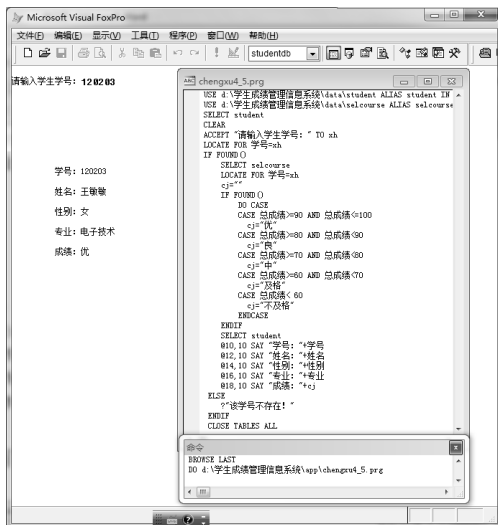 Microsoft Visual FoxPro
文件(F) 编辑(E) 显示(V) 工具(T) 程序(P) 窗口(W) 帮助(H)
studentdb
请输入学生学号: 120203
学号: 120203
姓名: 王敏敏
性别: 女
专业: 电子技术
成绩: 优
chengxu4_5.prg
USE d:\学生成绩管理信息系统\data\student ALIAS student IN
USE d:\学生成绩管理信息系统\data\selcourse ALIAS selcourse
SELECT student
CLEAR
ACCEPT "请输入学生学号: " TO xh
LOCATE FOR 学号=xh
IF FOUND()
SELECT selcourse
LOCATE FOR 学号=xh
cj=""
IF FOUND()
DO CASE
CASE 总成绩>=90 AND 总成绩<=100
cj="优"
CASE 总成绩>=80 AND 总成绩<90
cj="良"
CASE 总成绩>=70 AND 总成绩<80
cj="中"
CASE 总成绩>=60 AND 总成绩<70
cj="及格"
CASE 总成绩< 60
cj="不及格"
ENDCASE
ENDIF
SELECT student
@10,10 SAY "学号: "+学号
@12,10 SAY "姓名: "+姓名
@14,10 SAY "性别: "+性别
@16,10 SAY "专业: "+专业
@18,10 SAY "成绩: "+cj
ELSE
?"该学号不存在! "
ENDIF
CLOSE TABLES ALL
命令
BROWSE LAST
DO d:\学生成绩管理信息系统\app\chengxu4_5.prg